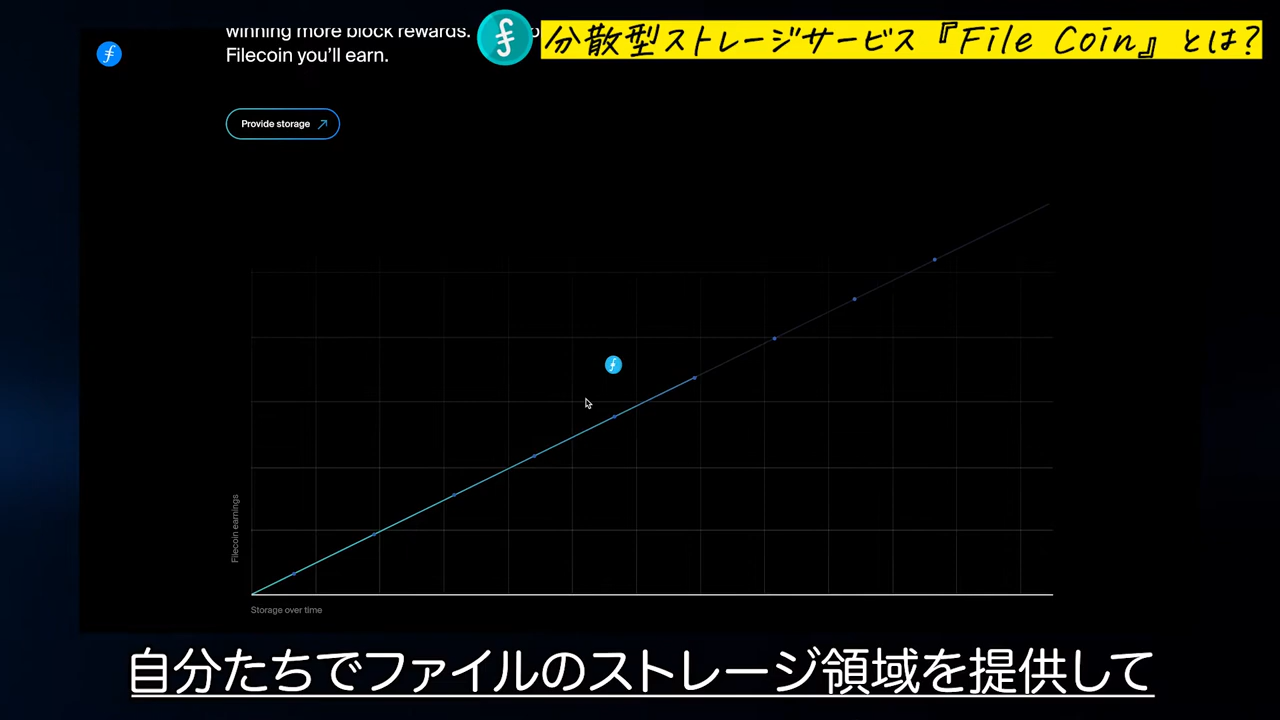 分散型ストレージサービス『File Coin』とは?
winning more block rewards.
Filecoin you’ll earn.
Provide storage
Filecoin earnings
Storage over time
自分たちでファイルのストレージ領域を提供して